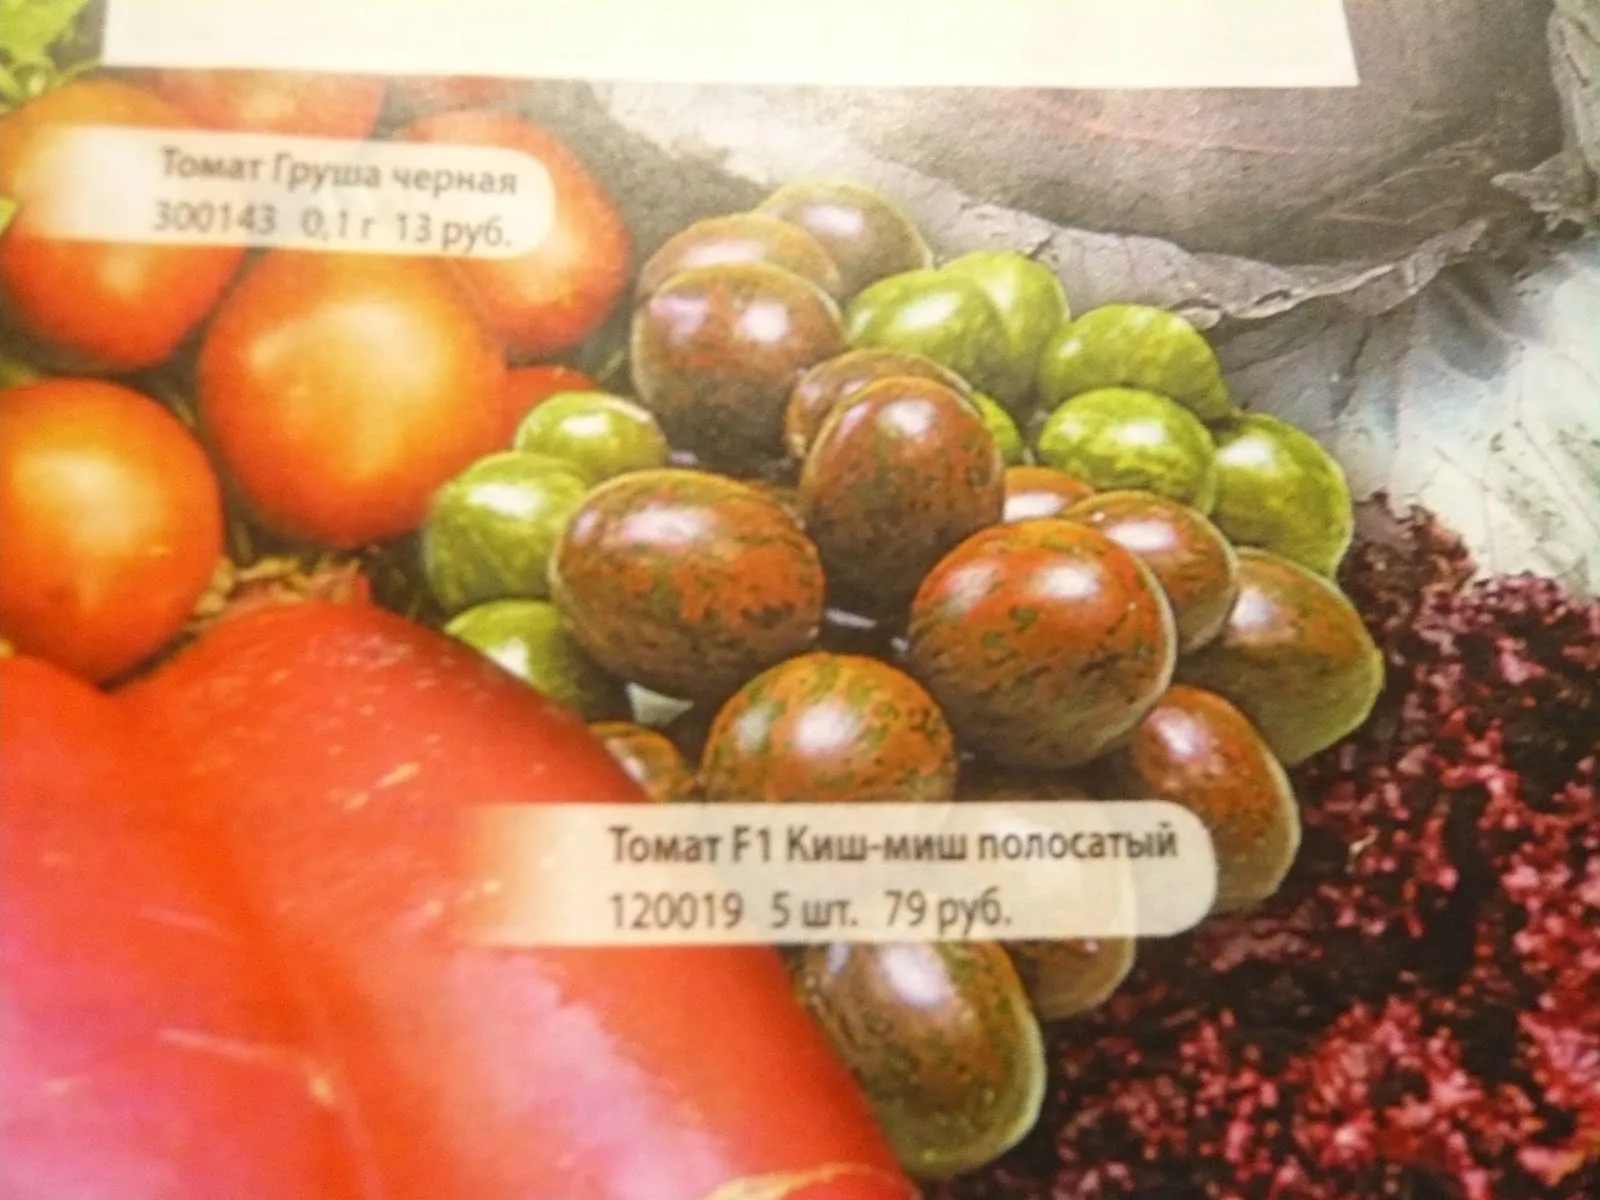 Томат Груша черная
300143 0,1 г 13 руб.
Томат F1 Киш-миш полосатый
120019 5 шт. 79 руб.